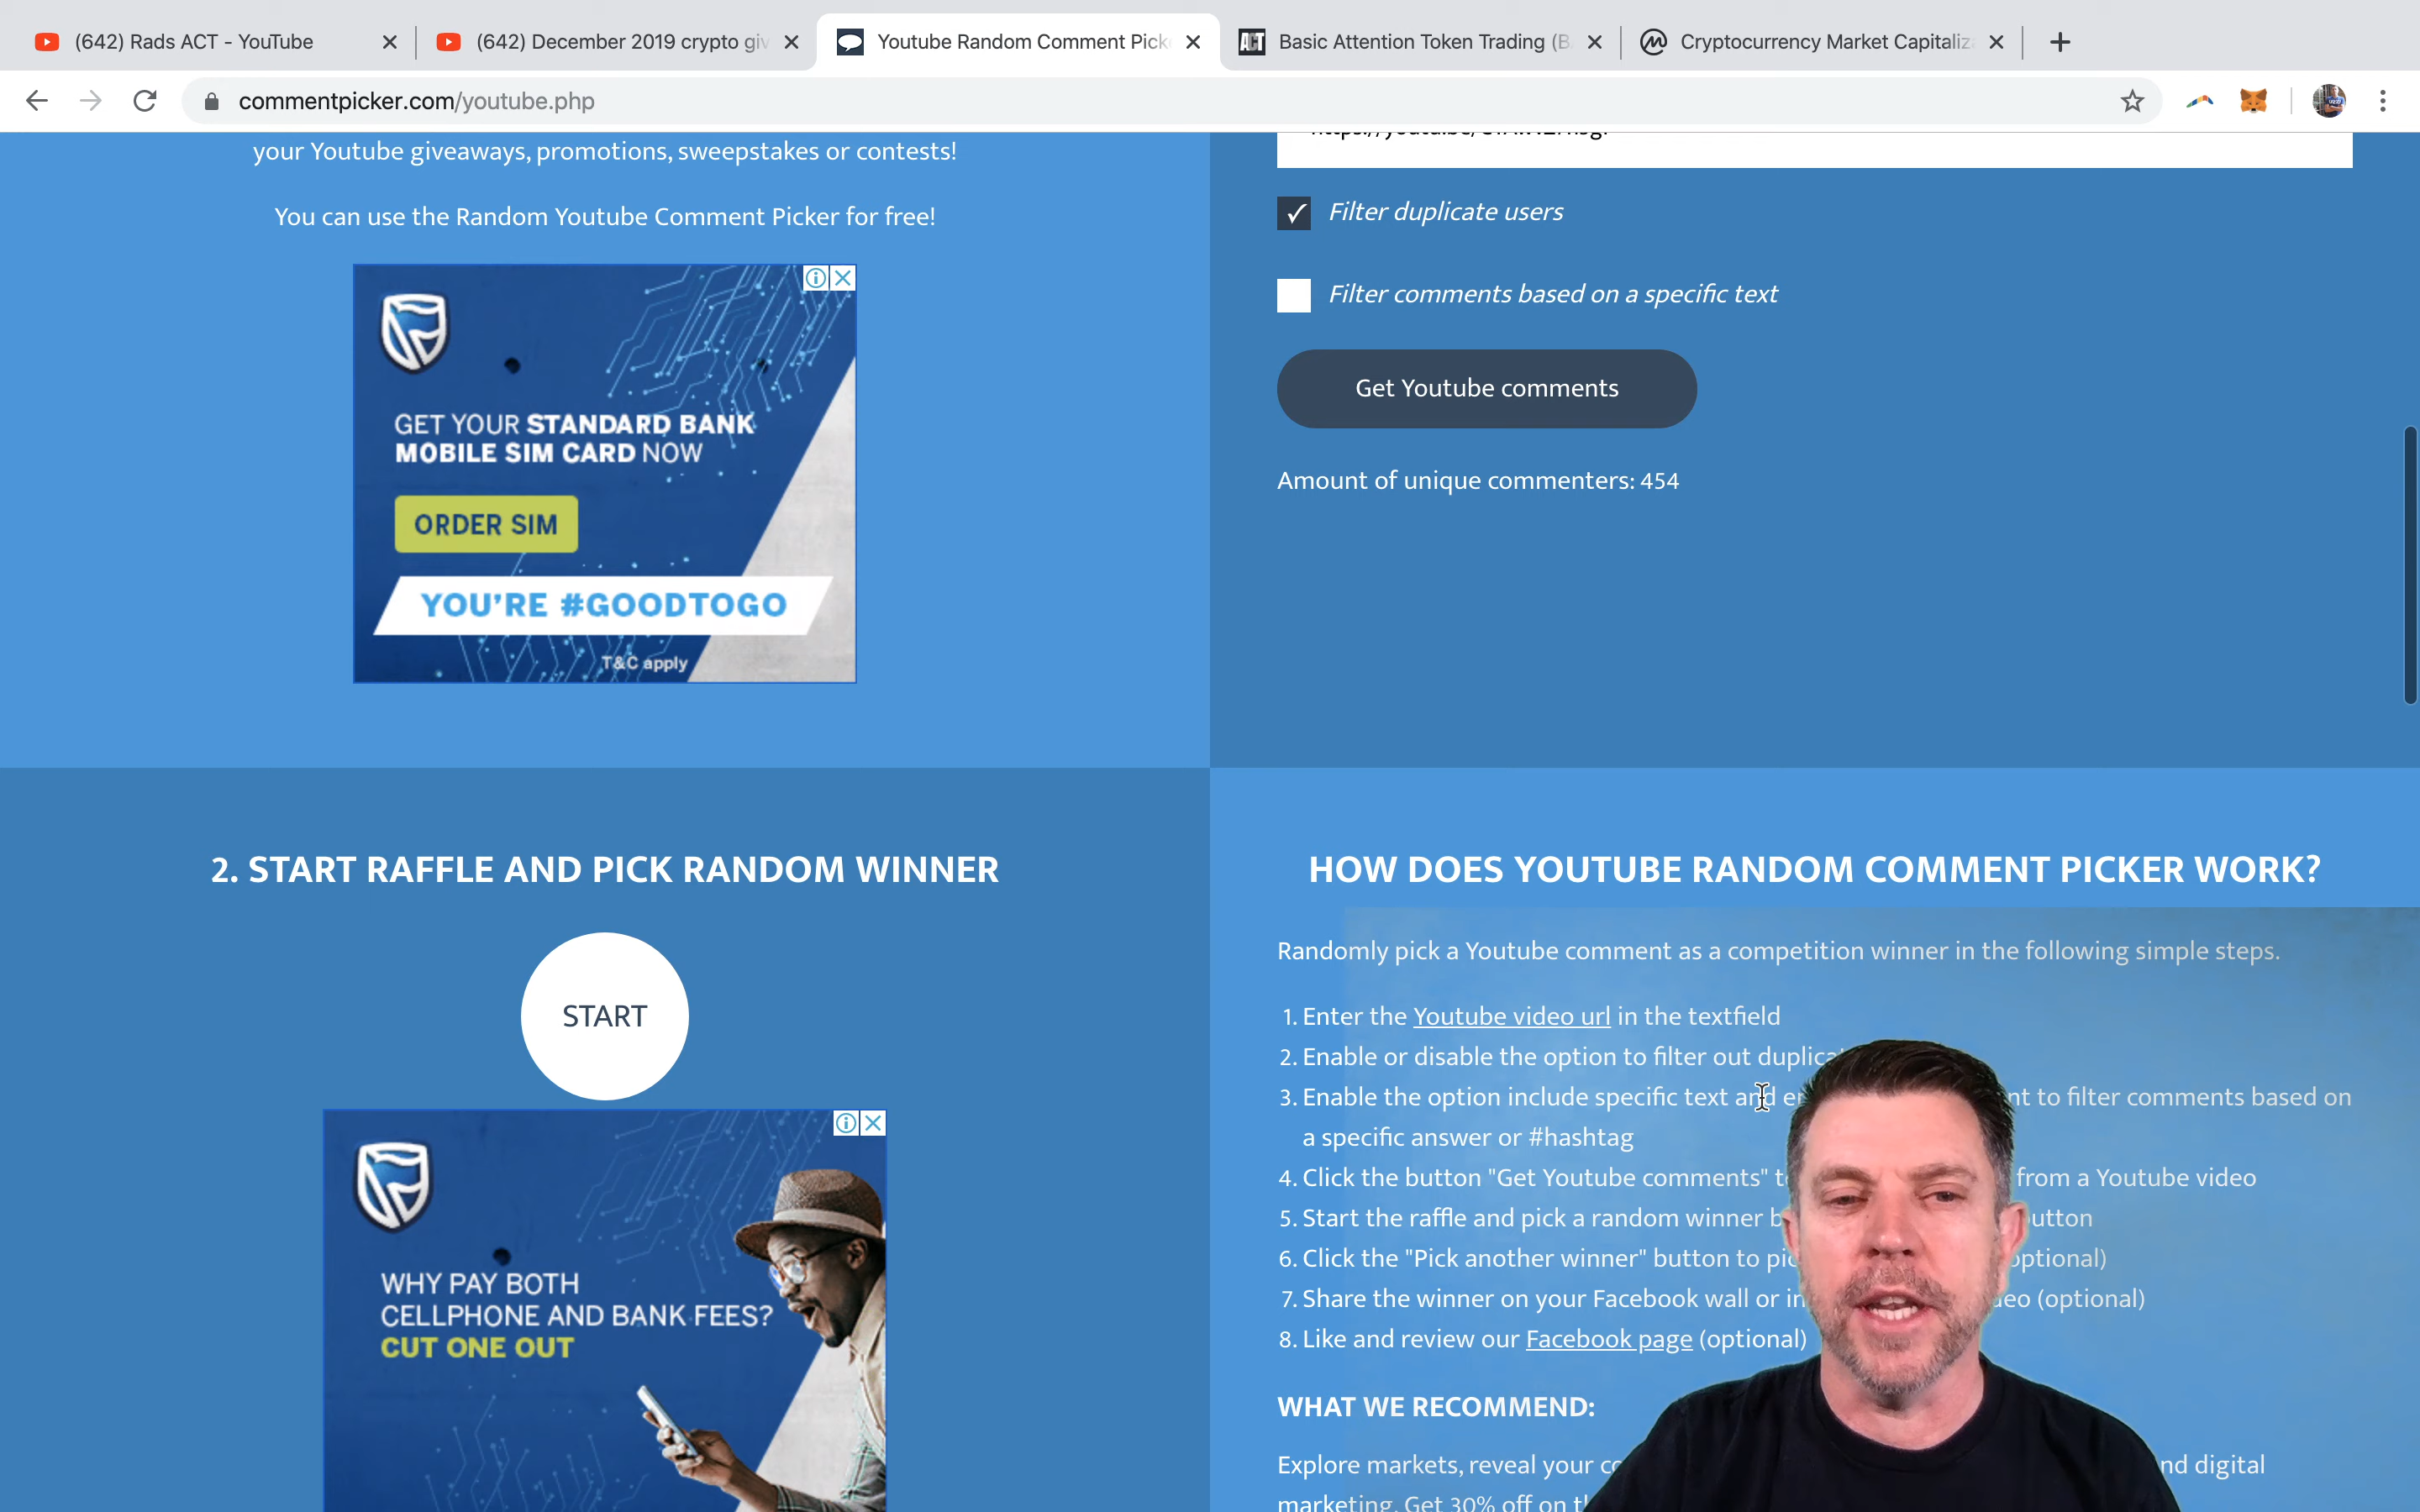 (642) Rads ACT - YouTube
(642) December 2019 crypto giv
Youtube Random Comment Pick
Basic Attention Token Trading (B
Cryptocurrency Market Capitaliz
commentpicker.com/youtube.php
your Youtube giveaways, promotions, sweepstakes or contests!
You can use the Random Youtube Comment Picker for free!
GET YOUR STANDARD BANK
MOBILE SIM CARD NOW
ORDER SIM
YOU'RE #GOODTOGO
T&C apply
Filter duplicate users
Filter comments based on a specific text
Get Youtube comments
Amount of unique commenters: 454
2. START RAFFLE AND PICK RANDOM WINNER
START
WHY PAY BOTH
CELLPHONE AND BANK FEES?
CUT ONE OUT
HOW DOES YOUTUBE RANDOM COMMENT PICKER WORK?
Randomly pick a Youtube comment as a competition winner in the following simple steps.
1. Enter the Youtube video url in the textfield
2. Enable or disable the option to filter out duplica
3. Enable the option include specific text and en nt to filter comments based on
a specific answer or #hashtag
4. Click the button "Get Youtube comments" t from a Youtube video
5. Start the raffle and pick a random winner b utton
6. Click the "Pick another winner" button to pic optional)
7. Share the winner on your Facebook wall or in eo (optional)
8. Like and review our Facebook page (optional)
WHAT WE RECOMMEND:
Explore markets, reveal your co nd digital
marketing. Get 30% off on th